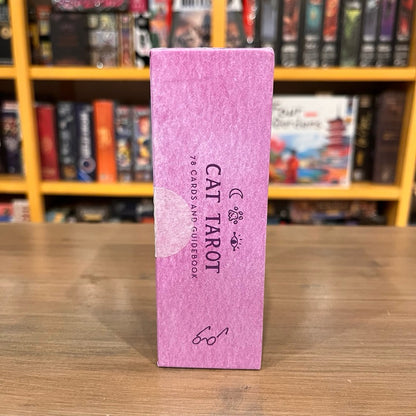 CAT TAROT
78 CARDS AND GUIDEBOOK